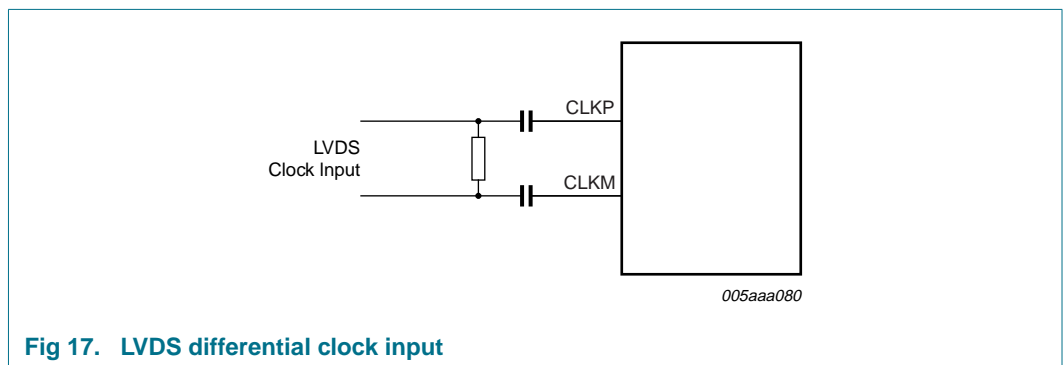 CLKP
LVDS
Clock Input
CLKM
005aaa080
Fig 17. LVDS differential clock input